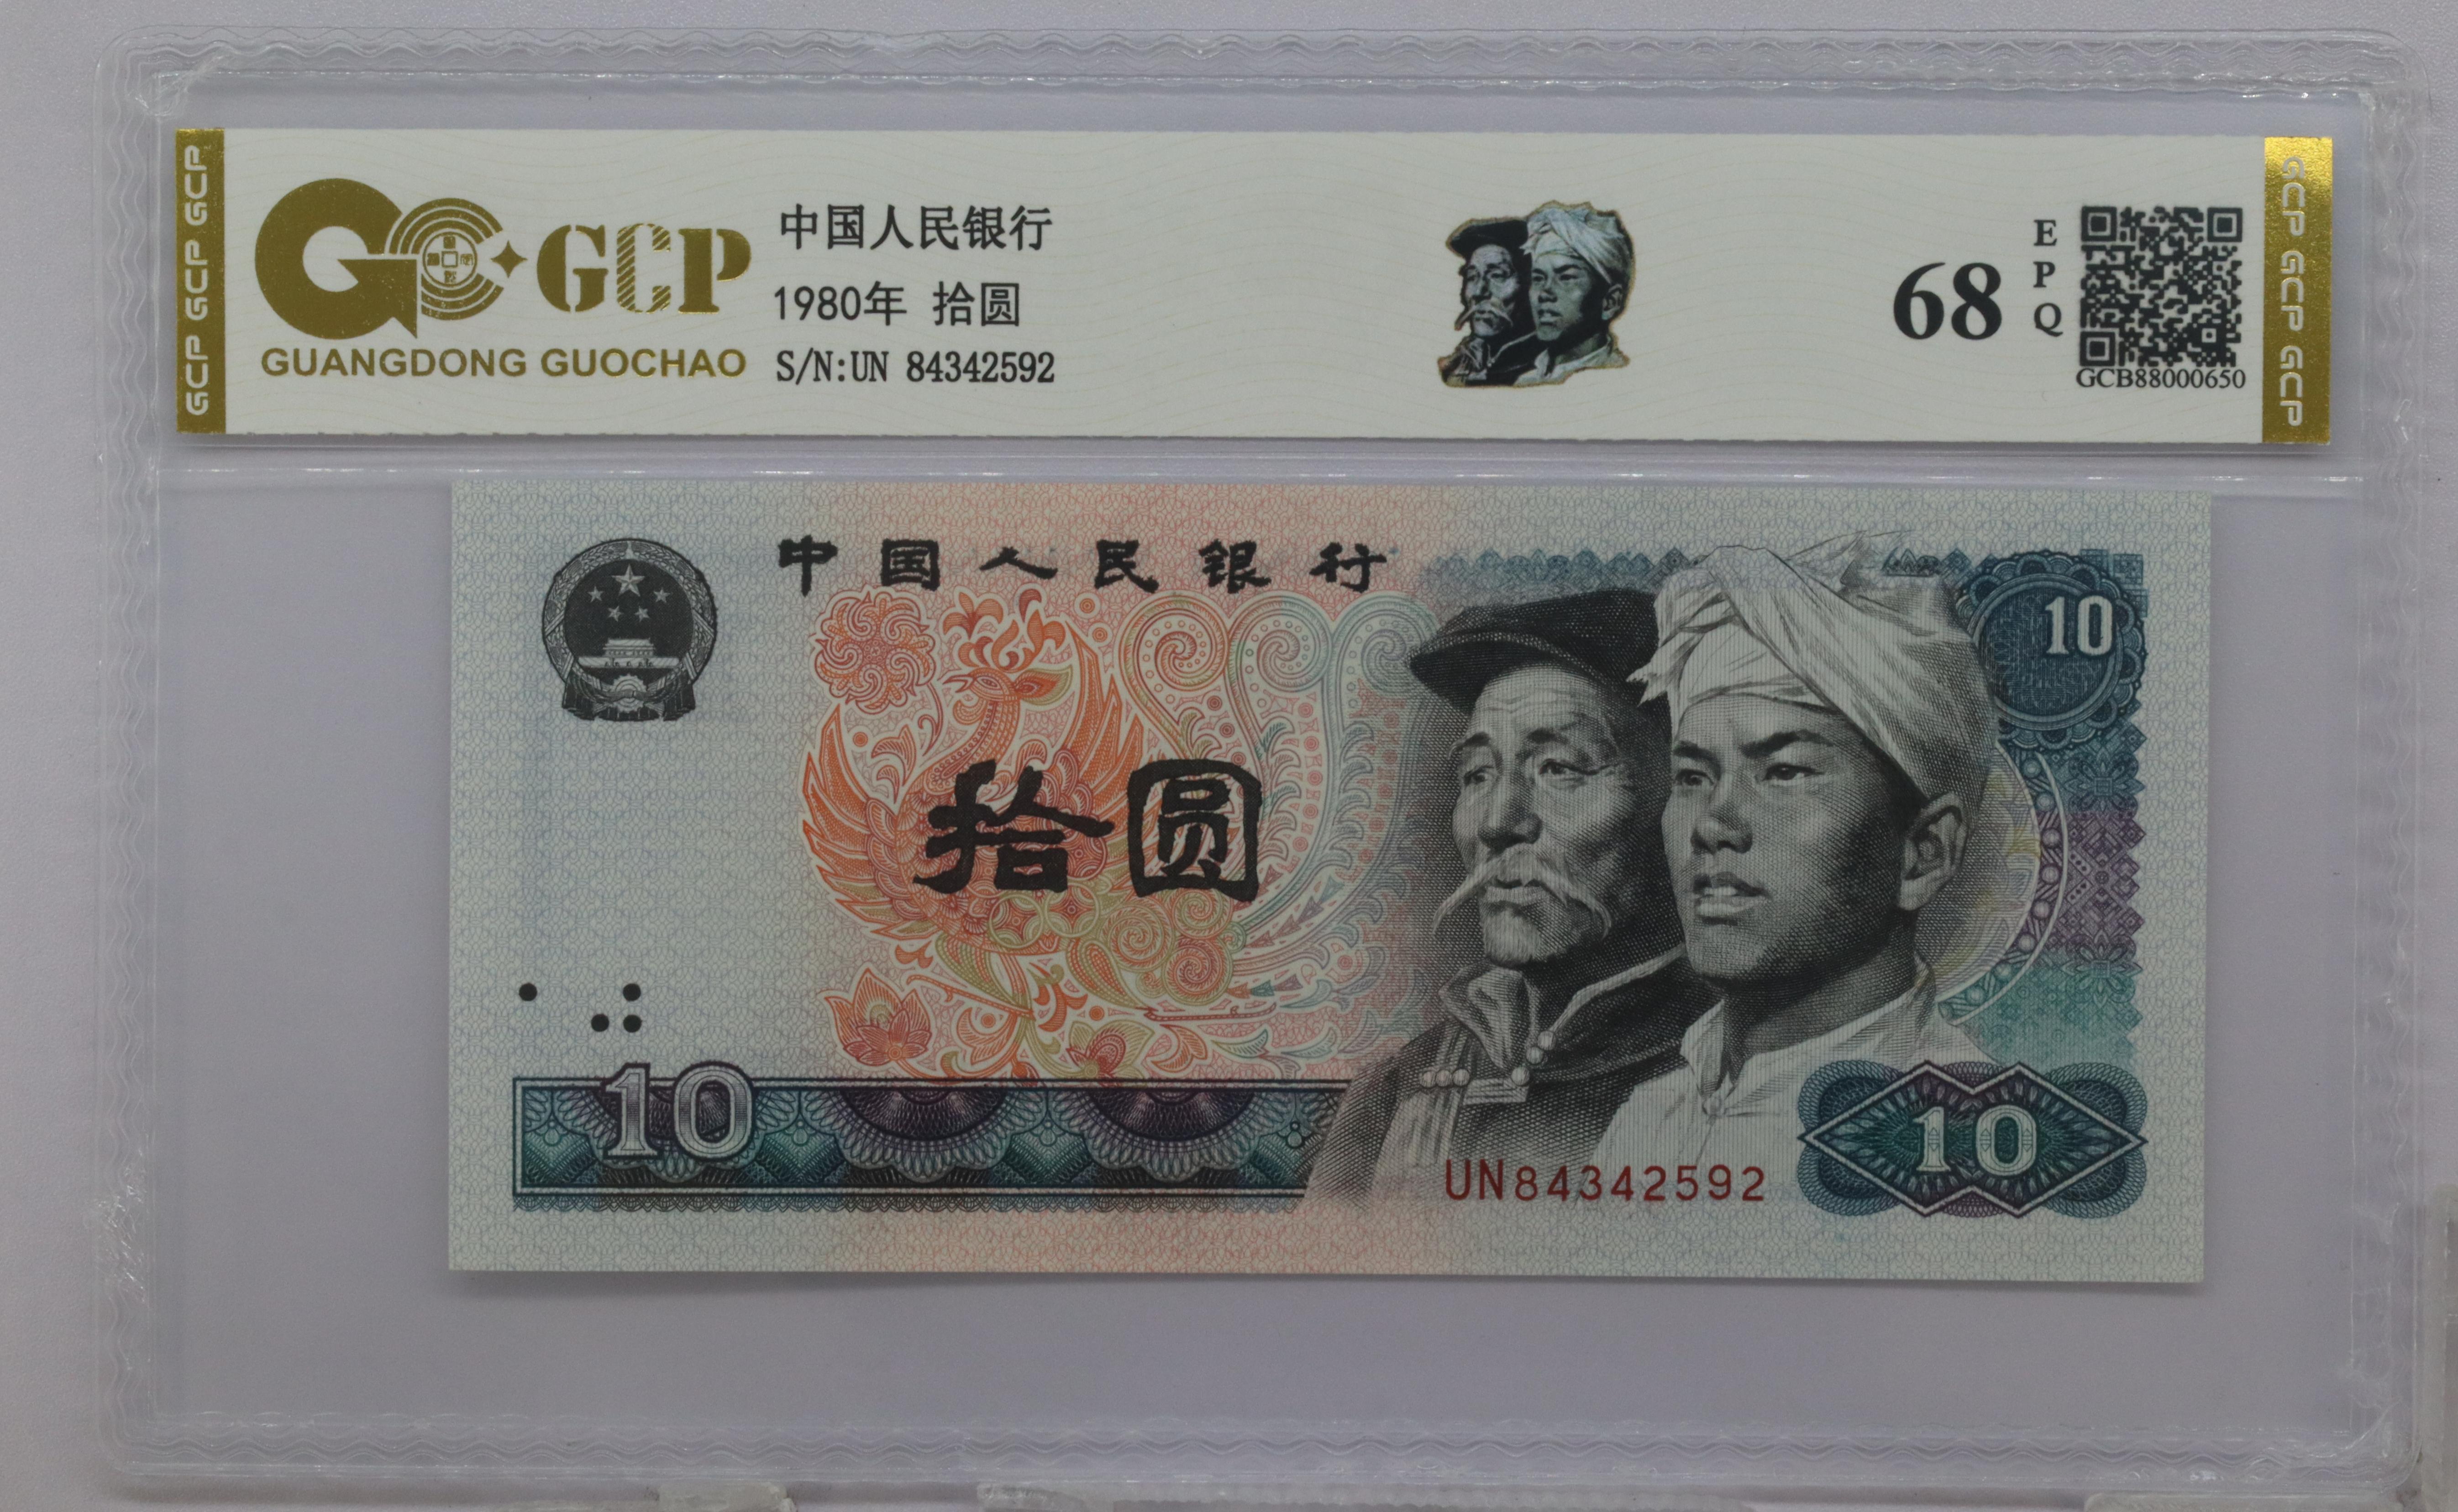 GCP GCP GCP
GCP
GUANGDONG GUOCHAO
中国人民银行
1980年 拾圆
S/N:UN 84342592
68
EPQ
GCB88000650
GCP GCP GCP
中国人民银行
10
拾圆
10
UN84342592
10